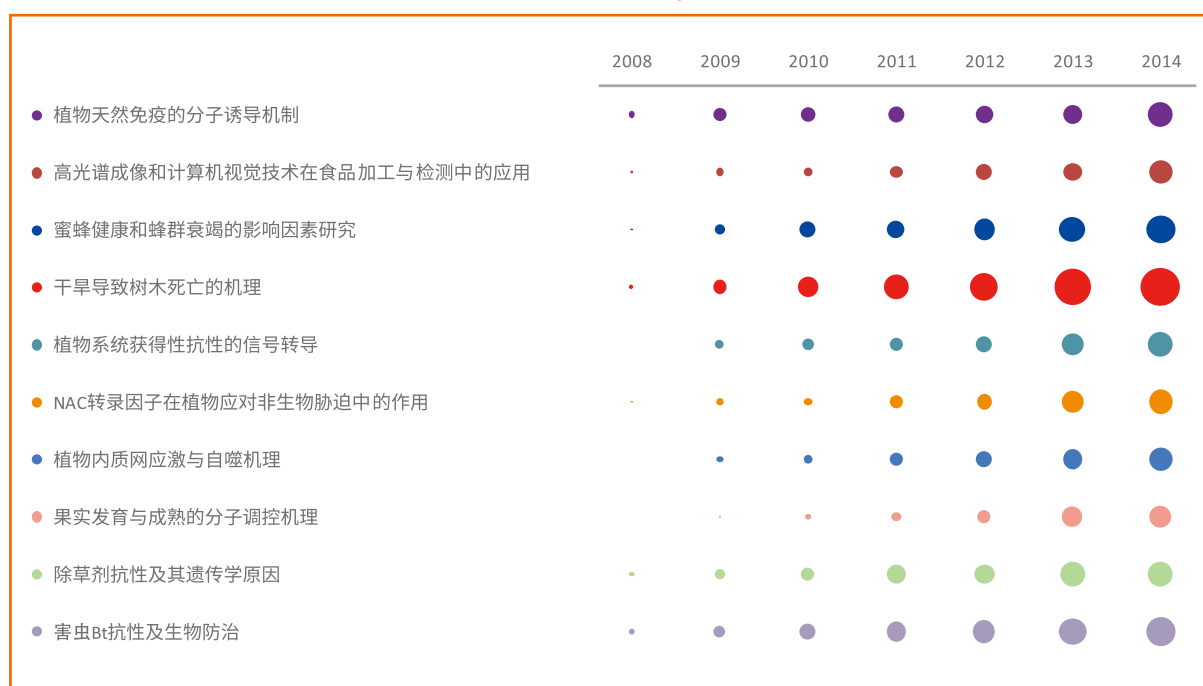 2008 2009 2010 2011 2012 2013 2014
植物天然免疫的分子诱导机制
高光谱成像和计算机视觉技术在食品加工与检测中的应用
蜜蜂健康和蜂群衰竭的影响因素研究
干旱导致树木死亡的机理
植物系统获得性抗性的信号转导
NAC转录因子在植物应对非生物胁迫中的作用
植物内质网应激与自噬机理
果实发育与成熟的分子调控机理
除草剂抗性及其遗传学原因
害虫Bt抗性及生物防治